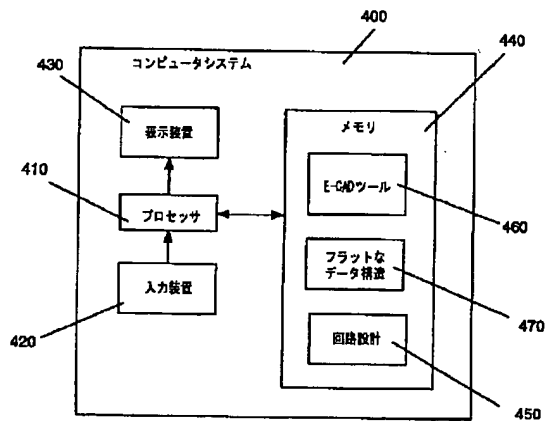 400
コンピュータシステム
440
430
表示装置
メモリ
410
E-CADツール
プロセッサ
460
フラットな
データ構造
入力装置
470
420
回路設計
450